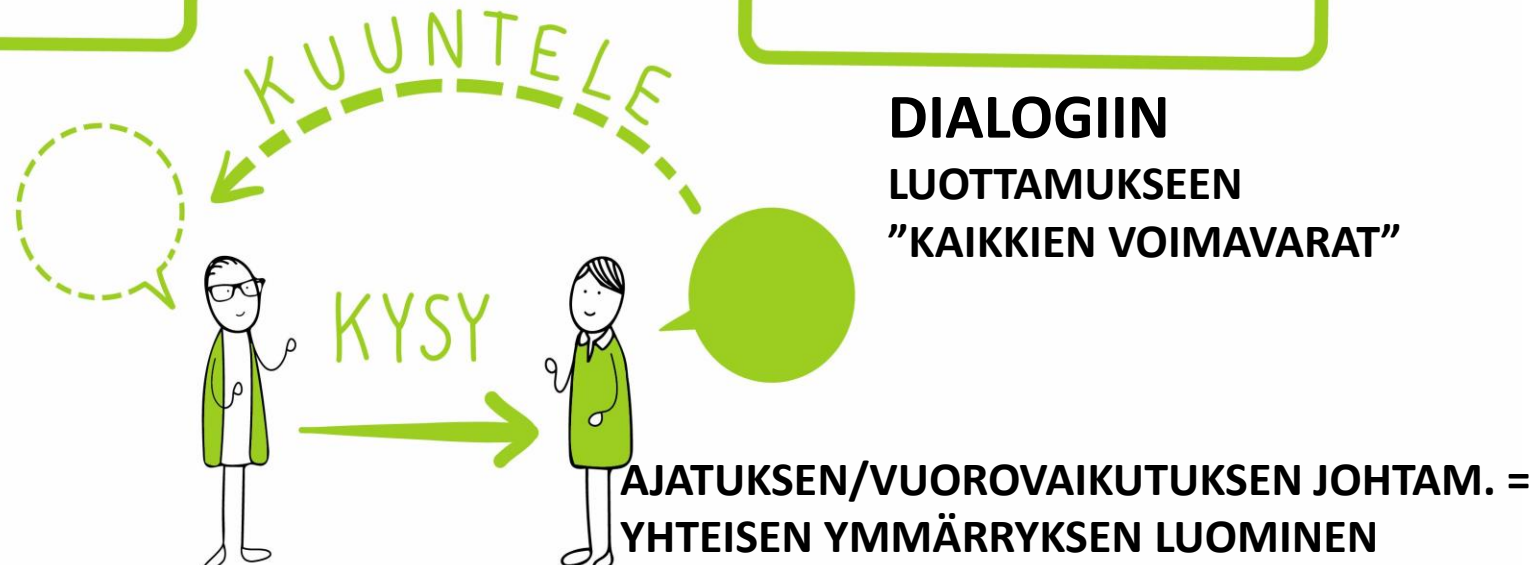 KUUNTELE
DIALOGIIN
LUOTTAMUKSEEN
”KAIKKIEN VOIMAVARAT”
KYSY
AJATUKSEN/VUOROVAIKUTUKSEN JOHTAM. =
YHTEISEN YMMÄRRYKSEN LUOMINEN